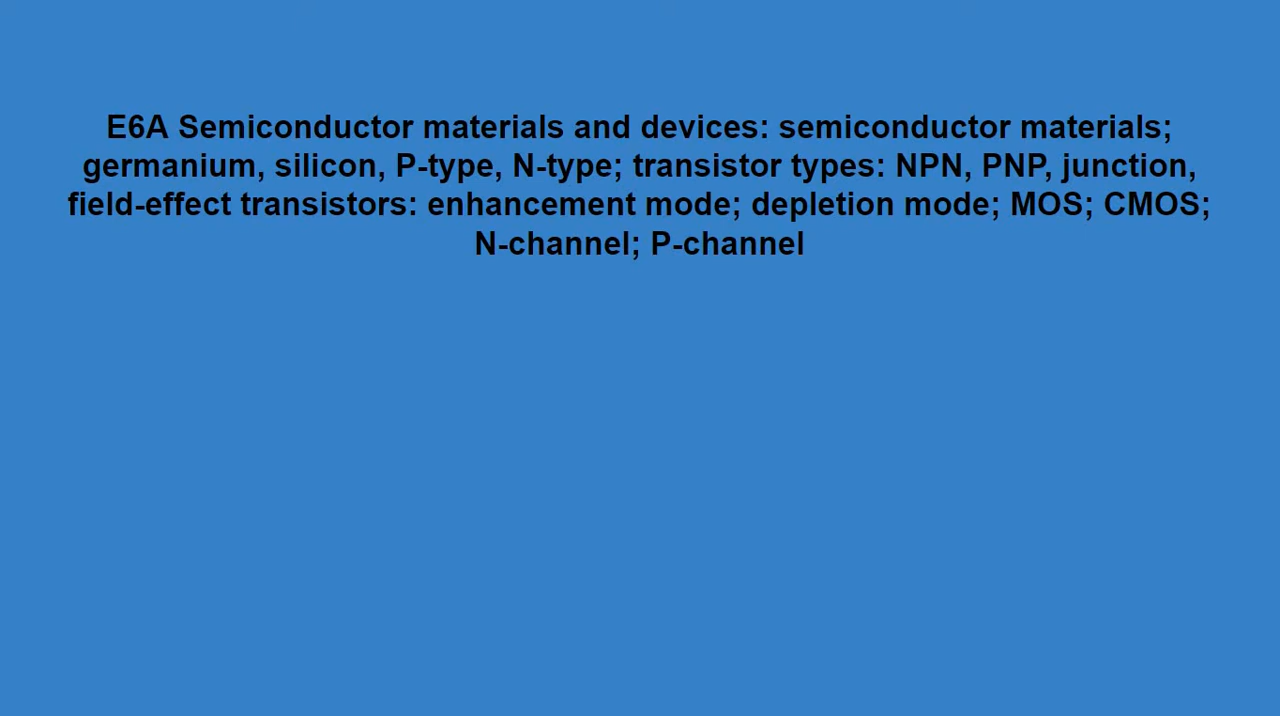 E6A Semiconductor materials and devices: semiconductor materials;
germanium, silicon, P-type, N-type; transistor types: NPN, PNP, junction,
field-effect transistors: enhancement mode; depletion mode; MOS; CMOS;
N-channel; P-channel